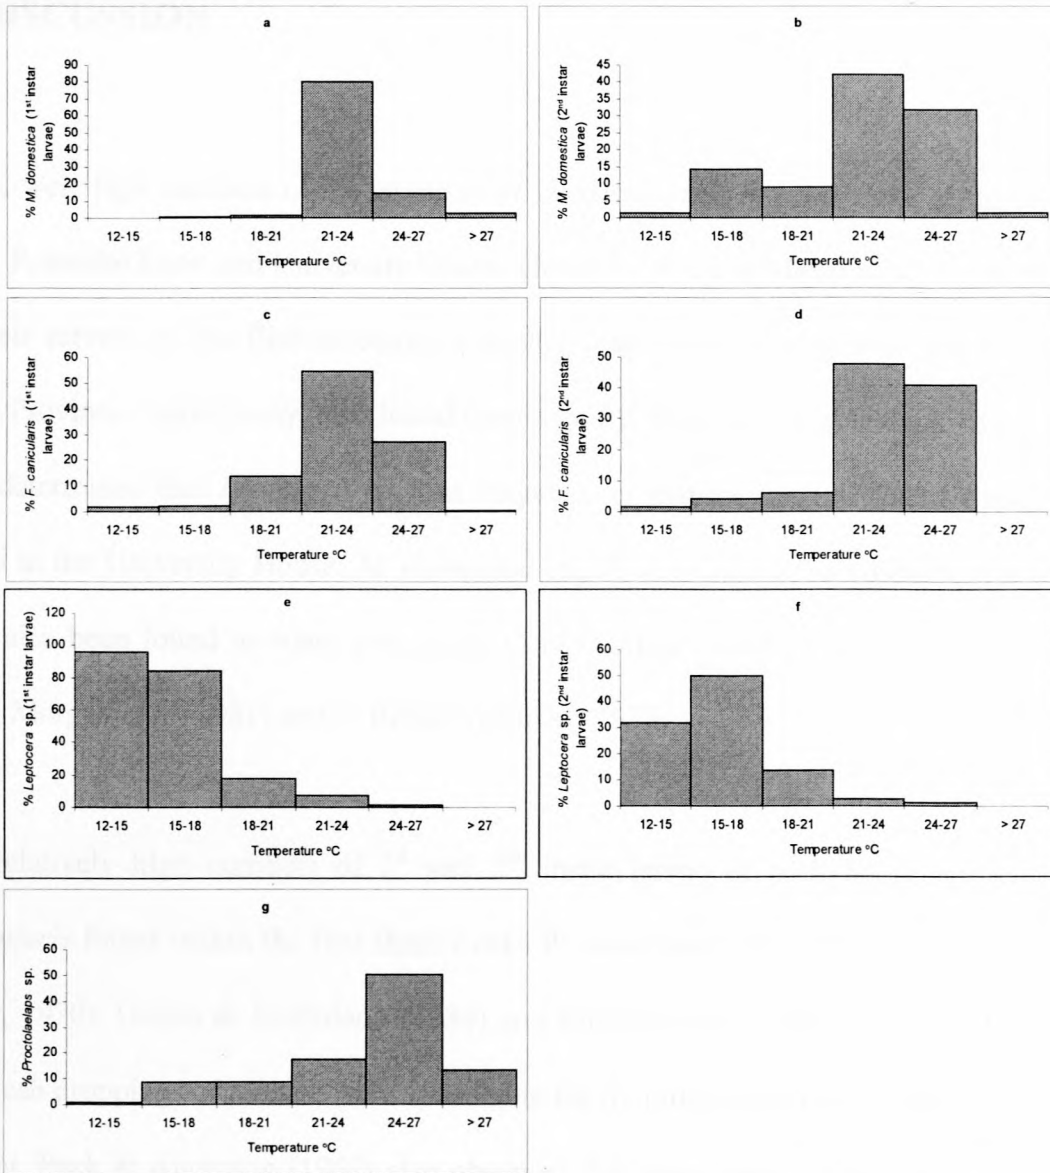 a
% M. domestica (1st instar larvae)
90
80
70
60
50
40
30
20
10
0
12-15 15-18 18-21 21-24 24-27 > 27
Temperature °C
b
% M. domestica (2nd instar larvae)
45
40
35
30
25
20
15
10
5
0
12-15 15-18 18-21 21-24 24-27 > 27
Temperature °C
c
% F. canicularis (1st instar larvae)
60
50
40
30
20
10
0
12-15 15-18 18-21 21-24 24-27 > 27
Temperature °C
d
% F. canicularis (2nd instar larvae)
50
40
30
20
10
0
12-15 15-18 18-21 21-24 24-27 > 27
Temperature °C
e
% Leptocera sp. (1st instar larvae)
120
100
80
60
40
20
0
12-15 15-18 18-21 21-24 24-27 > 27
Temperature °C
f
% Leptocera sp. (2nd instar larvae)
60
50
40
30
20
10
0
12-15 15-18 18-21 21-24 24-27 > 27
Temperature °C
g
% Proctolaelaps sp.
60
50
40
30
20
10
0
12-15 15-18 18-21 21-24 24-27 > 27
Temperature °C